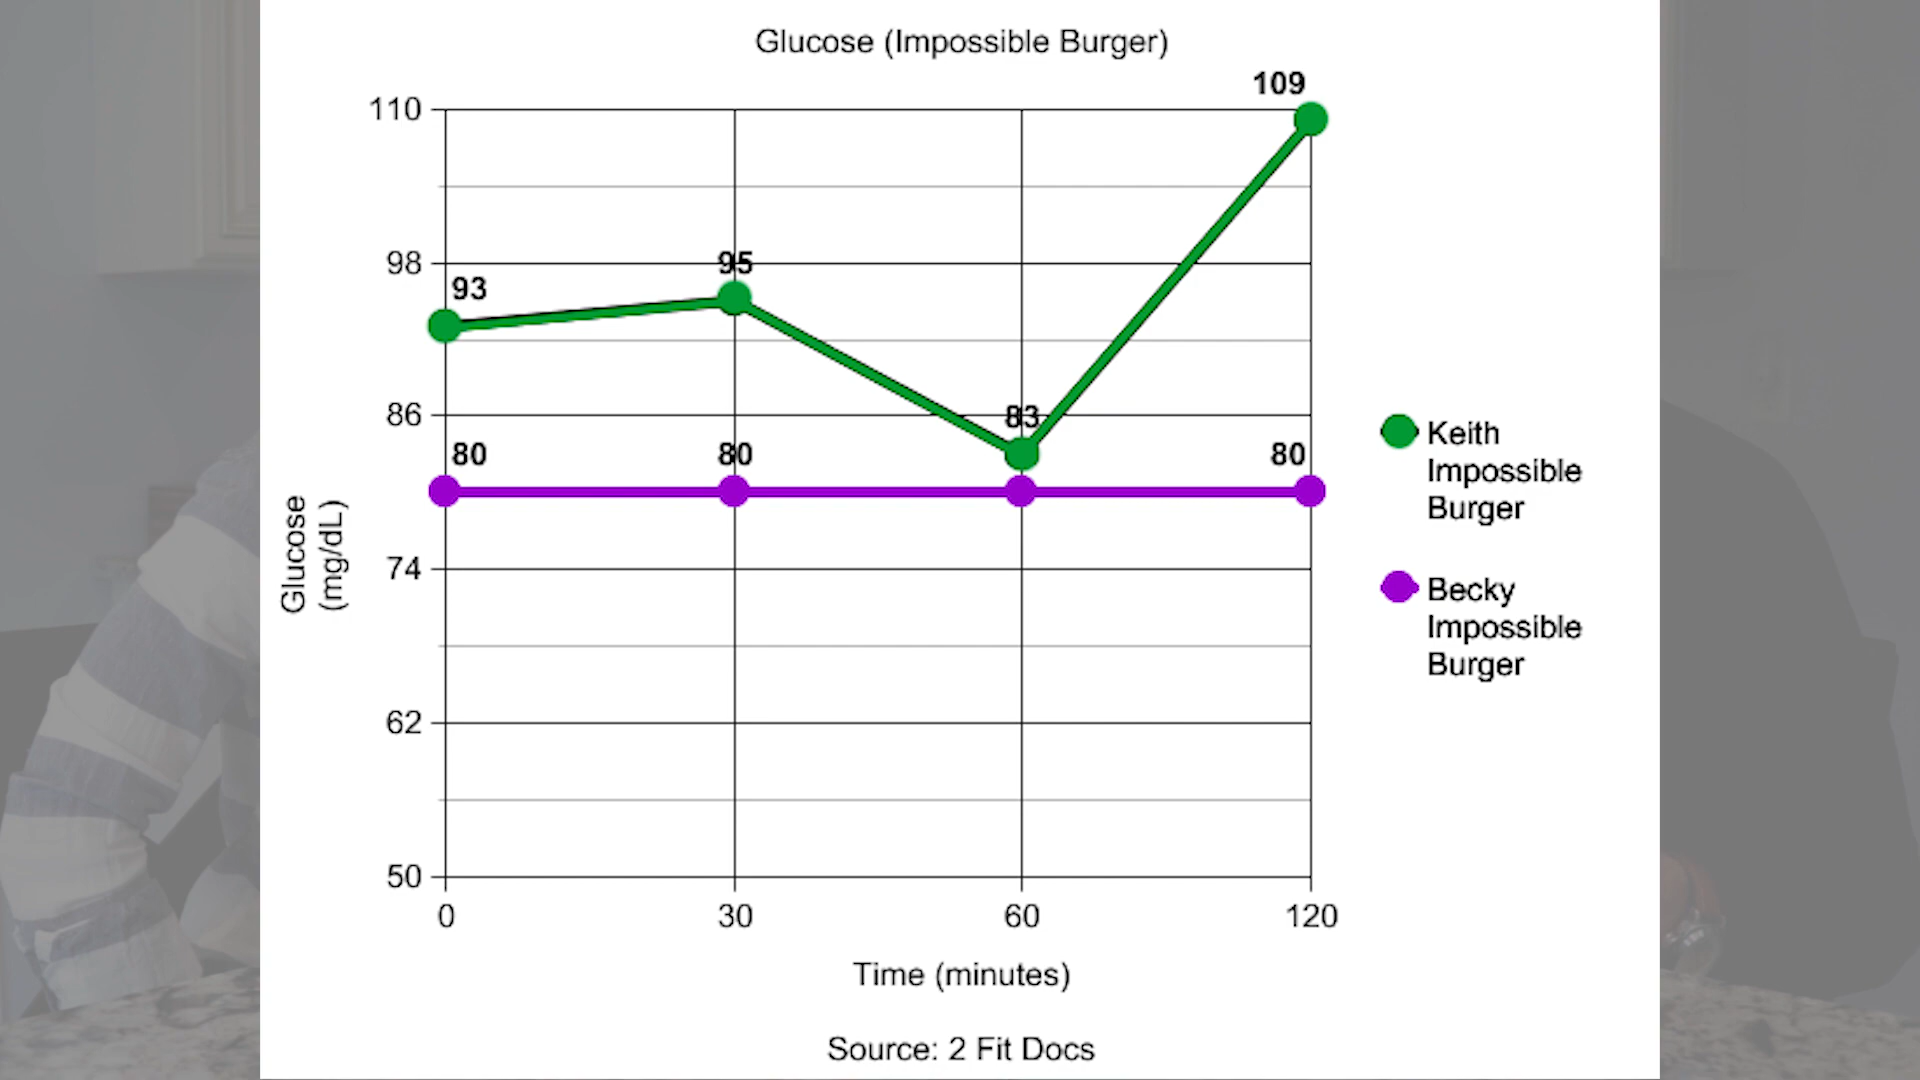 Glucose (Impossible Burger)
109
110
98
95
93
86
83
80
80
80
74
62
50
Glucose
(mg/dL)
0
30
60
120
Time (minutes)
Keith
Impossible
Burger
Becky
Impossible
Burger
Source: 2 Fit Docs